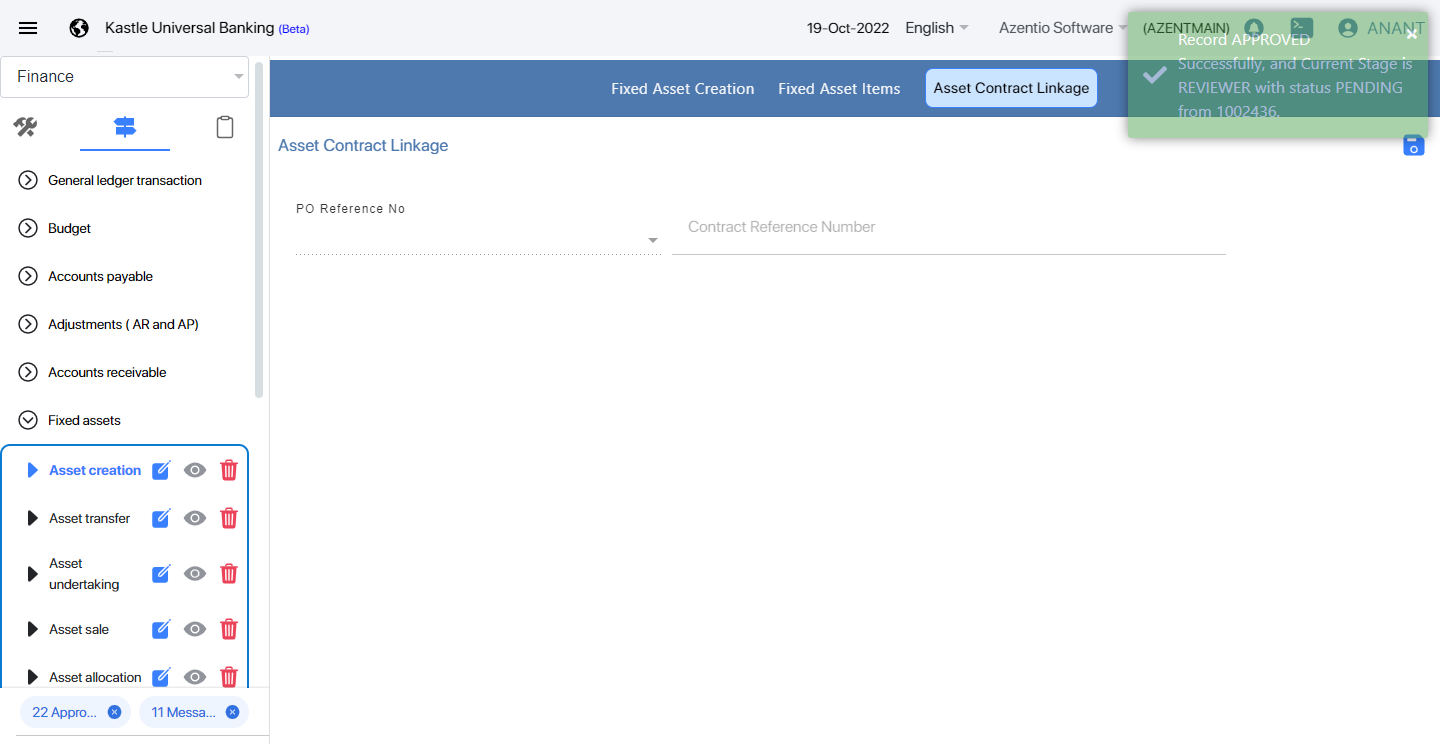 Kastle Universal Banking (Beta)
19-Oct-2022
English
Azentio Software
(AZENTMAIN)
ANANT
Record APPROVED
Successfully, and Current Stage is
REVIEWER with status PENDING
from 1002436.
Finance
Fixed Asset Creation
Fixed Asset Items
Asset Contract Linkage
Asset Contract Linkage
PO Reference No
Contract Reference Number
General ledger transaction
Budget
Accounts payable
Adjustments ( AR and AP)
Accounts receivable
Fixed assets
Asset creation
Asset transfer
Asset
undertaking
Asset sale
Asset allocation
22 Appro...
11 Messa...